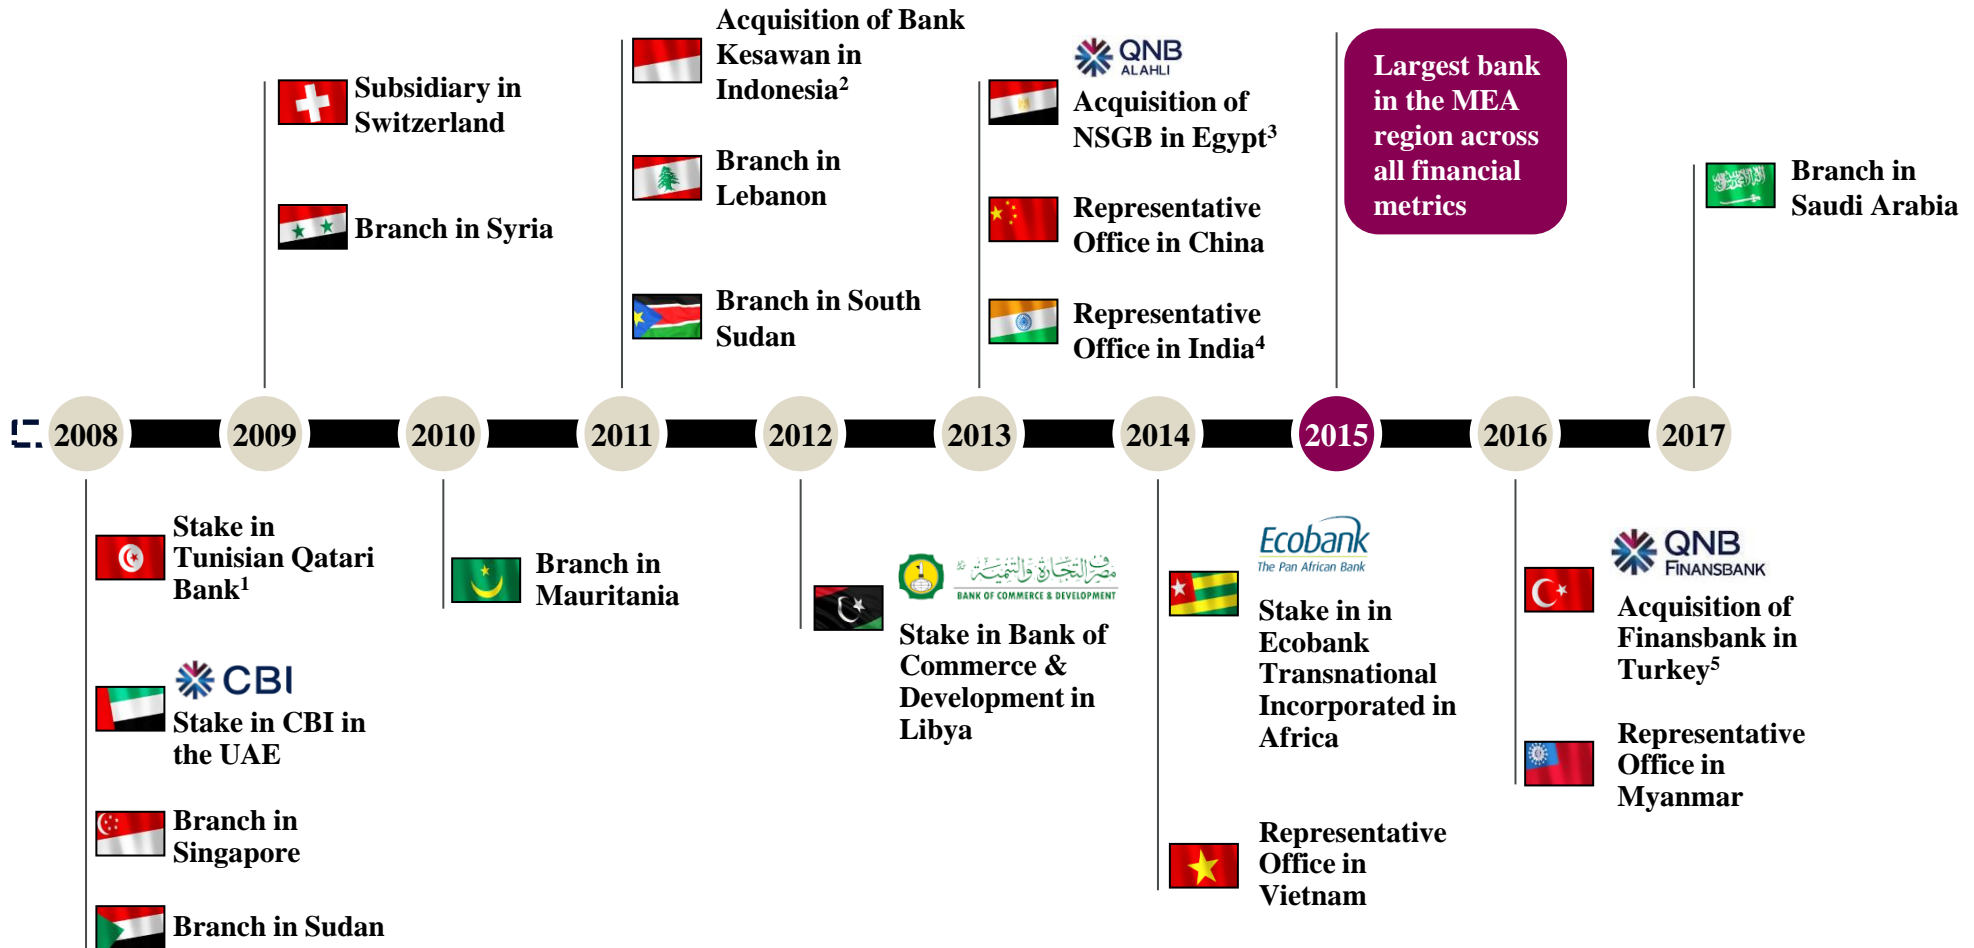 Acquisition of Bank
Kesawan in
Indonesia²
Subsidiary in
Switzerland
Branch in Syria
Branch in
Lebanon
Branch in South
Sudan
QNB
ALAHLI
Acquisition of
NSGB in Egypt³
Representative
Office in China
Representative
Office in India⁴
Largest bank
in the MEA
region across
all financial
metrics
Branch in
Saudi Arabia
2008
2009
2010
2011
2012
2013
2014
2015
2016
2017
Stake in
Tunisian Qatari
Bank¹
CBI
Stake in CBI in
the UAE
Branch in
Singapore
Branch in Sudan
Branch in
Mauritania
مصرف التجارة والتنمية
BANK OF COMMERCE & DEVELOPMENT
Stake in Bank of
Commerce &
Development in
Libya
Ecobank
The Pan African Bank
Stake in in
Ecobank
Transnational
Incorporated in
Africa
Representative
Office in
Vietnam
QNB
FINANSBANK
Acquisition of
Finansbank in
Turkey⁵
Representative
Office in
Myanmar